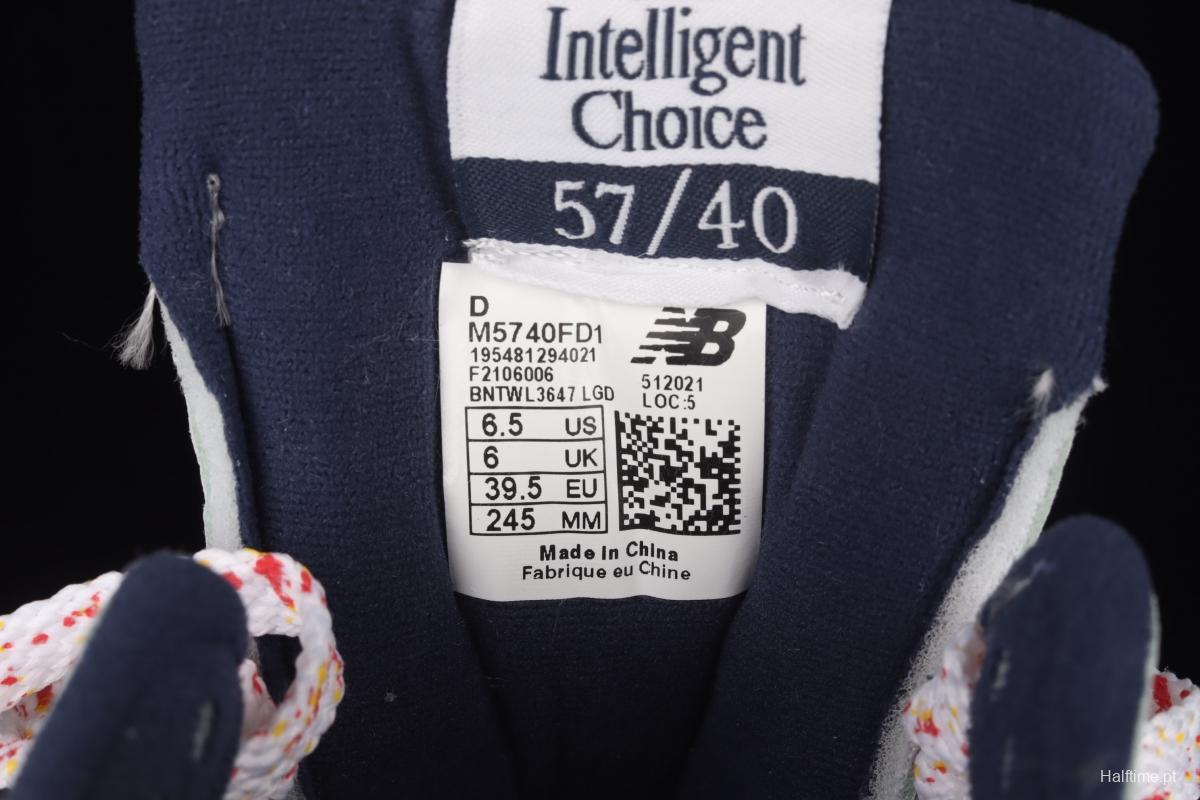 Intelligent
Choice
57/40
D
M5740FD1
195481294021
F2106006
BNTWL3647 LGD
NB
512021
LOC:5
6.5 US
6 UK
39.5 EU
245 MM
Made in China
Fabrique eu Chine
Halftime.pt